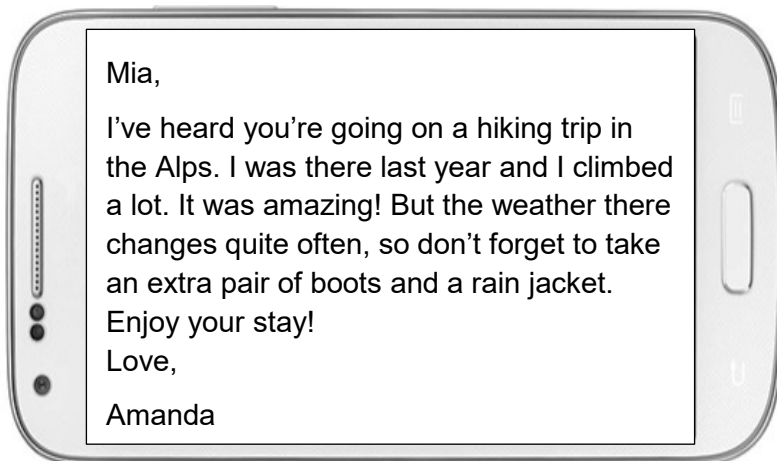 Mia,
I’ve heard you’re going on a hiking trip in
the Alps. I was there last year and I climbed
a lot. It was amazing! But the weather there
changes quite often, so don’t forget to take
an extra pair of boots and a rain jacket.
Enjoy your stay!
Love,
Amanda